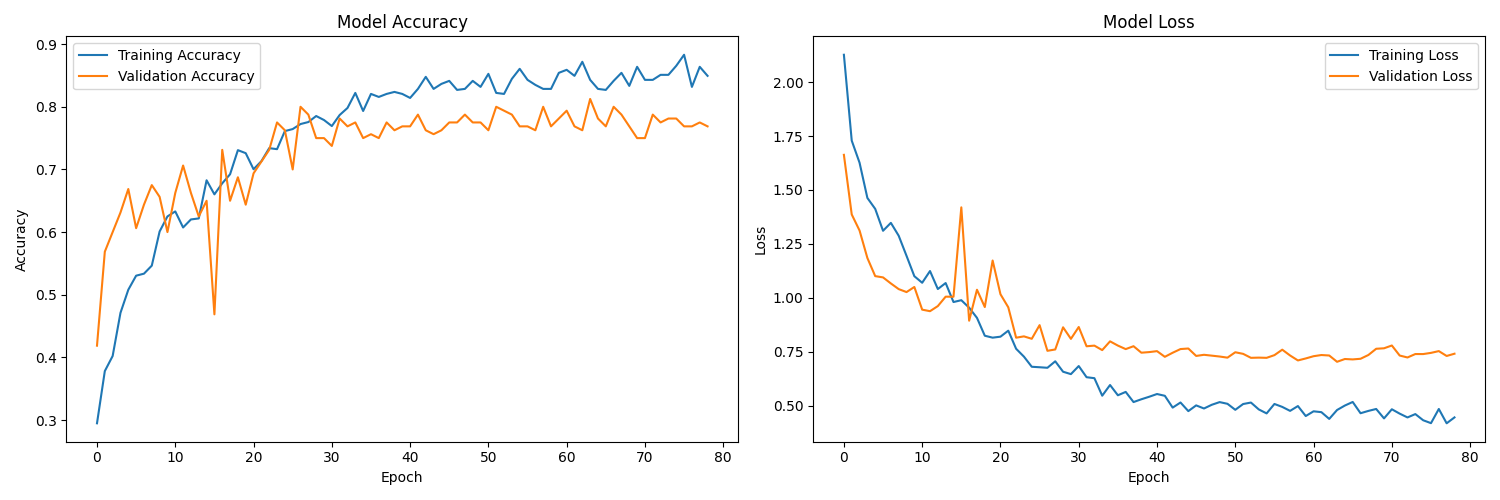 Model Accuracy
Training Accuracy
Validation Accuracy
0.9
0.8
0.7
0.6
0.5
0.4
0.3
Accuracy
0 10 20 30 40 50 60 70 80
Epoch
Model Loss
Training Loss
Validation Loss
2.00
1.75
1.50
1.25
1.00
0.75
0.50
Loss
0 10 20 30 40 50 60 70 80
Epoch